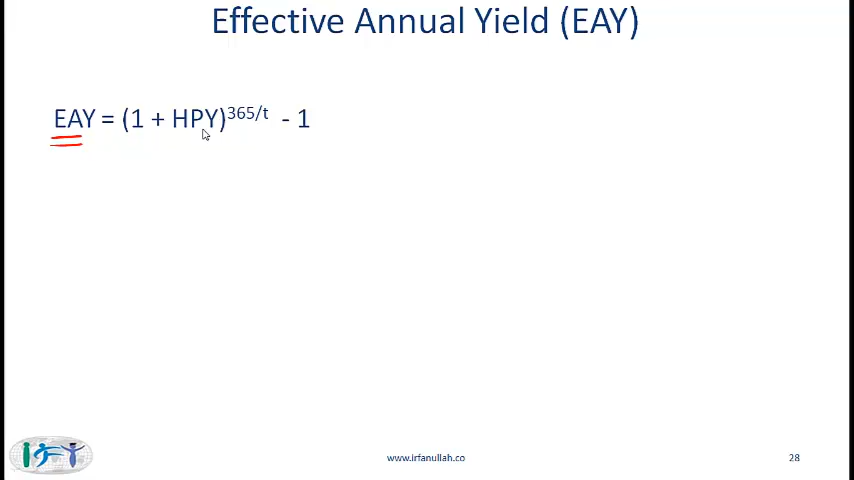 Effective Annual Yield (EAY)
EAY = (1 + HPY)^365/t - 1
www.irfanullah.co
28